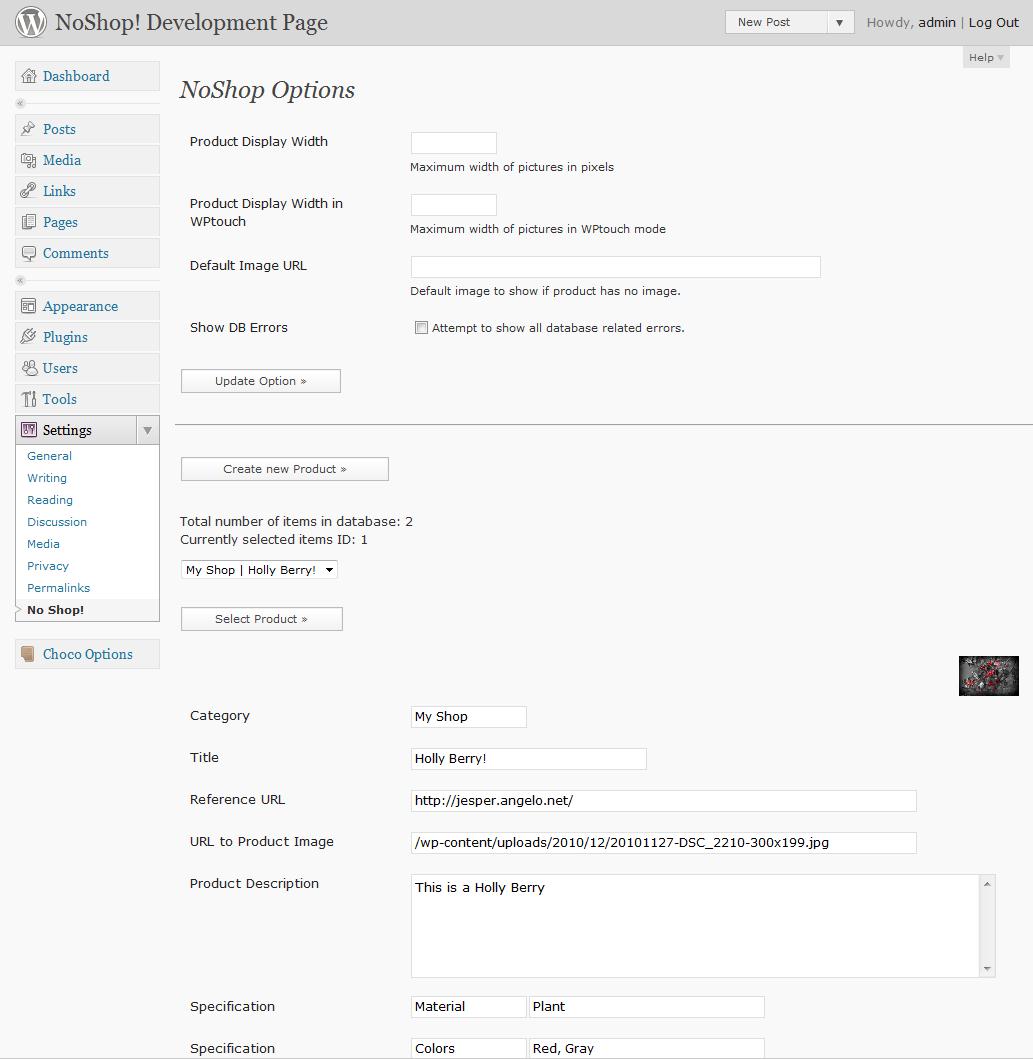 NoShop! Development Page
New Post
Howdy, admin | Log Out
Help
Dashboard
Posts
Media
Links
Pages
Comments
Appearance
Plugins
Users
Tools
Settings
General
Writing
Reading
Discussion
Media
Privacy
Permalinks
No Shop!
Choco Options
NoShop Options
Product Display Width
Maximum width of pictures in pixels
Product Display Width in
WPtouch
Maximum width of pictures in WPtouch mode
Default Image URL
Default image to show if product has no image.
Show DB Errors
Attempt to show all database related errors.
Update Option »
Create new Product »
Total number of items in database: 2
Currently selected items ID: 1
My Shop | Holly Berry!
Select Product »
Category
My Shop
Title
Holly Berry!
Reference URL
http://jesper.angelo.net/
URL to Product Image
/wp-content/uploads/2010/12/20101127-DSC_2210-300x199.jpg
Product Description
This is a Holly Berry
Specification
Material
Plant
Specification
Colors
Red, Gray